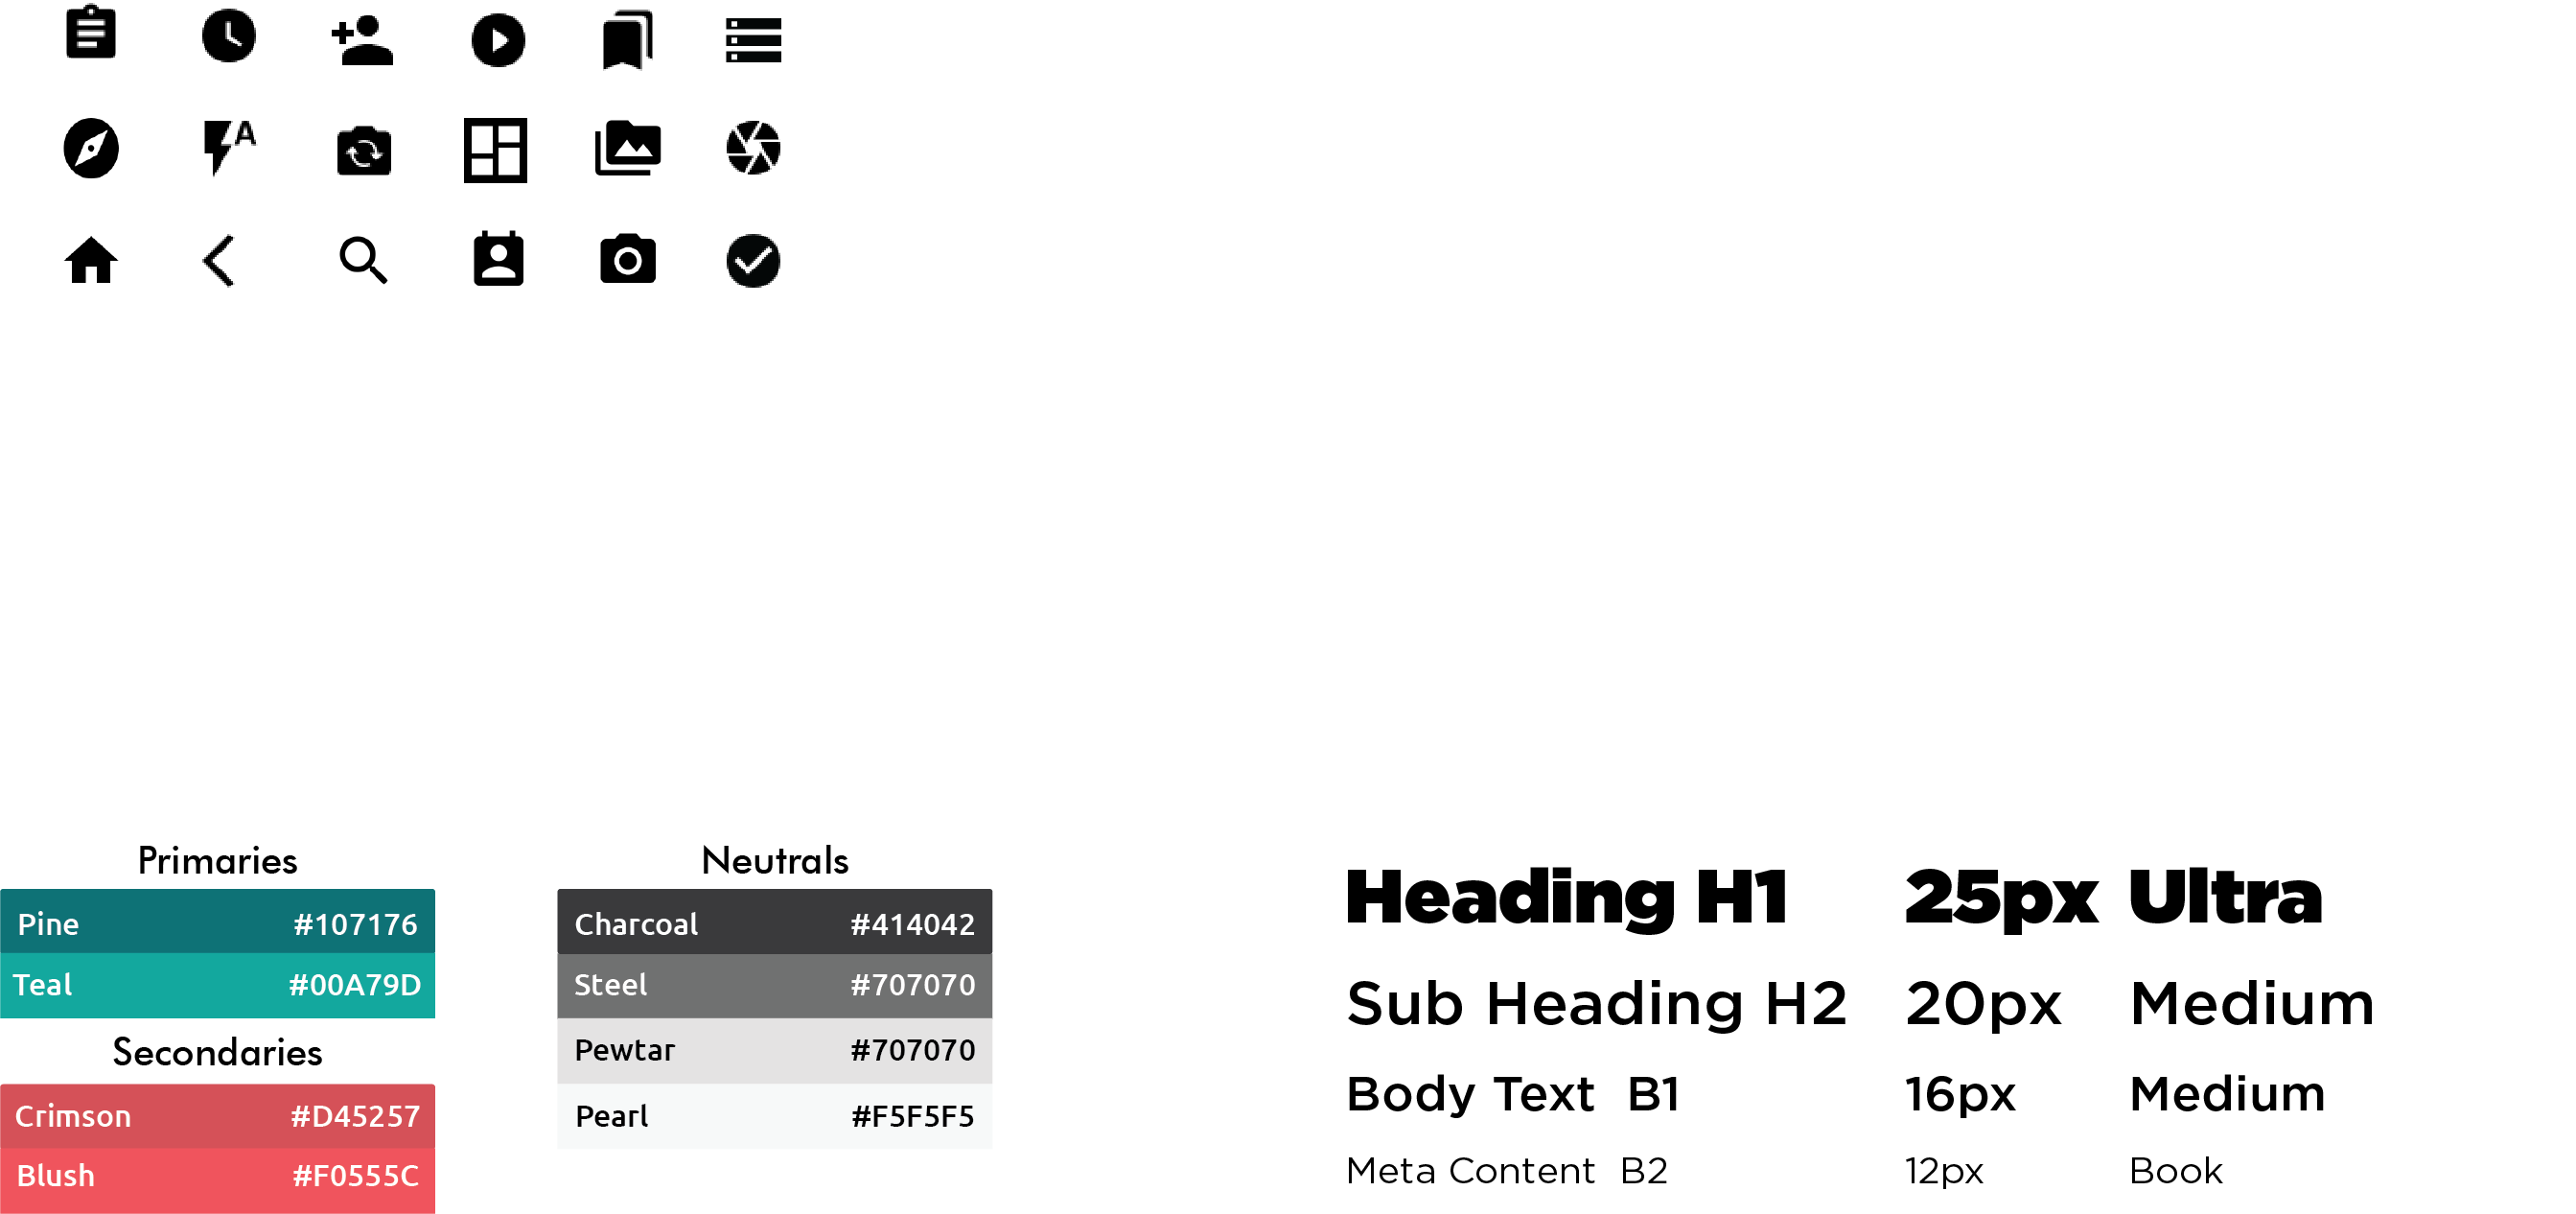 A
Primaries
Pine #107176
Teal #00A79D
Secondaries
Crimson #D45257
Blush #F0555C
Neutrals
Charcoal #414042
Steel #707070
Pewtar #707070
Pearl #F5F5F5
Heading H1 25px Ultra
Sub Heading H2 20px Medium
Body Text B1 16px Medium
Meta Content B2 12px Book